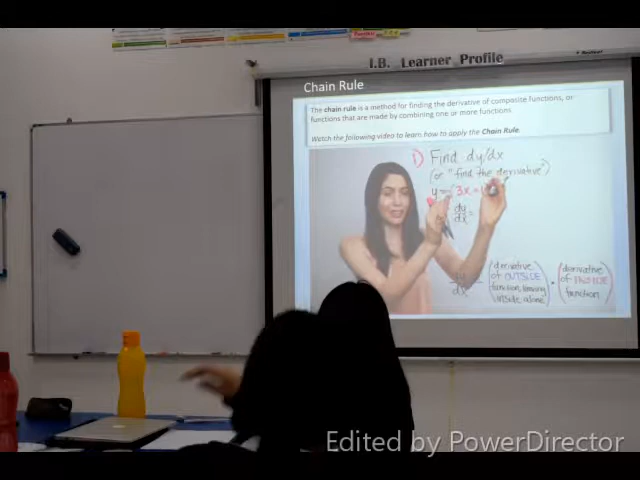 I.B. Learner Profile
Chain Rule
The chain rule is a method for finding the derivative of composite functions, or
functions that are made by combining one or more functions.
Watch the following video to learn how to apply the Chain Rule.
1) Find dy/dx
(or "find the derivative")
y = (3x
dy
dx =
dy
dx =
(derivative of OUTSIDE function, leaving inside alone)
• (derivative of INSIDE function)
Edited by PowerDirector